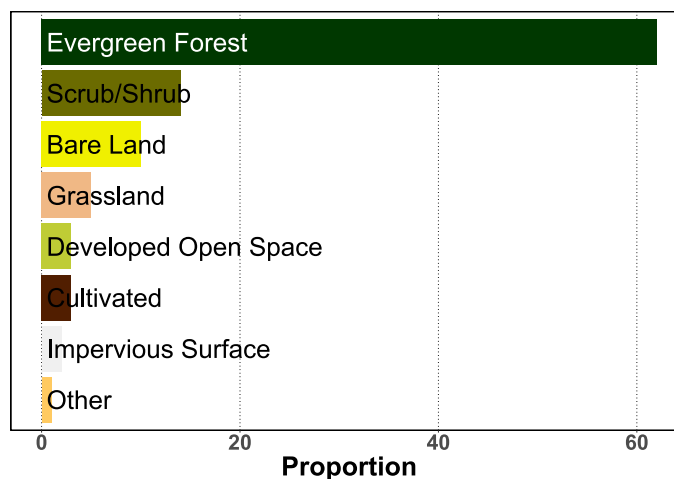 Evergreen Forest
Scrub/Shrub
Bare Land
Grassland
Developed Open Space
Cultivated
Impervious Surface
Other
0 20 40 60
Proportion